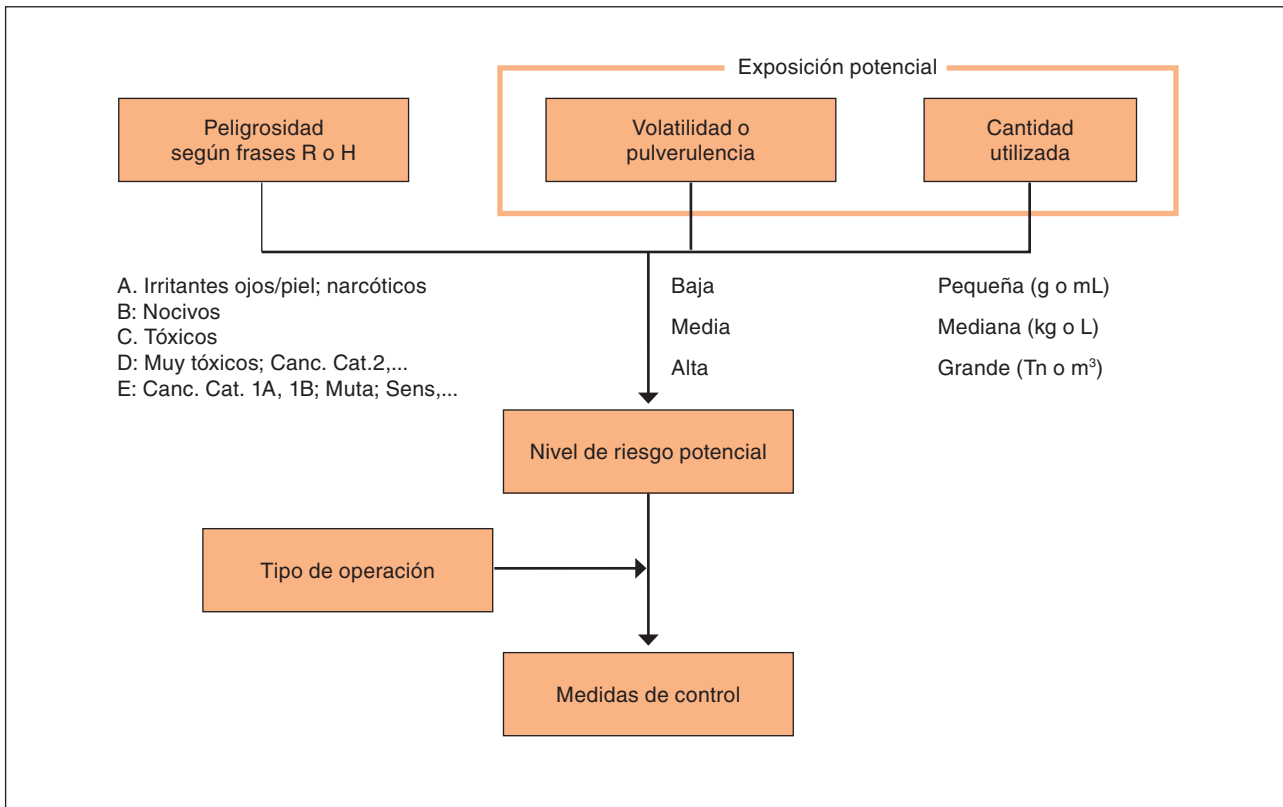 Exposición potencial
Peligrosidad
según frases R o H
Volatilidad o
pulverulencia
Cantidad
utilizada
A. Irritantes ojos/piel; narcóticos
B: Nocivos
C. Tóxicos
D: Muy tóxicos; Canc. Cat.2,...
E: Canc. Cat. 1A, 1B; Muta; Sens,...
Baja
Media
Alta
Pequeña (g o mL)
Mediana (kg o L)
Grande (Tn o m³)
Nivel de riesgo potencial
Tipo de operación
Medidas de control